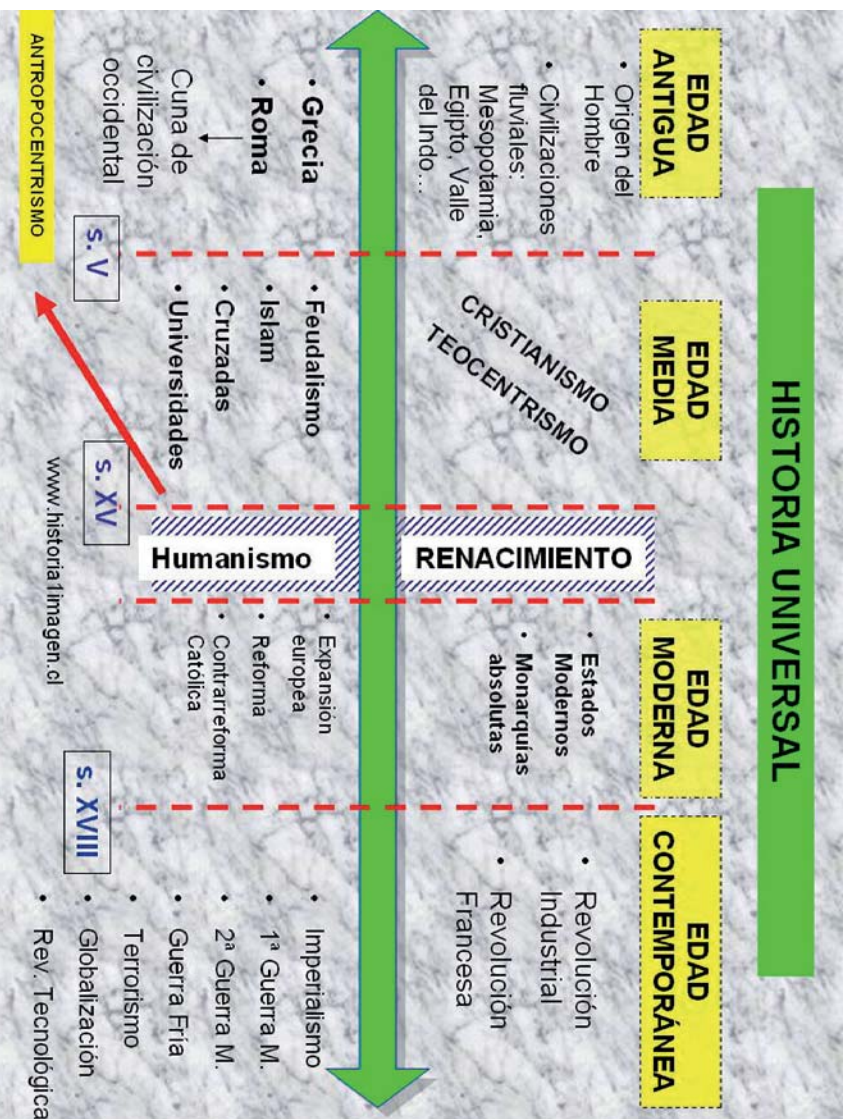 HISTORIA UNIVERSAL
EDAD
ANTIGUA
• Origen del
Hombre
• Civilizaciones
fluviales:
Mesopotamia,
Egipto, Valle
del Indo...
• Grecia
• Roma
Cuna de
civilización
occidental
ANTROPOCENTRISMO
s. V
EDAD
MEDIA
CRISTIANISMO
TEOCENTRISMO
• Feudalismo
• Islam
• Cruzadas
• Universidades
s. XV
www.historia1imagen.cl
RENACIMIENTO
Humanismo
EDAD
MODERNA
• Estados
Modernos
• Monarquías
absolutas
• Expansión
européa
• Reforma
• Contrarreforma
Católica
s. XVIII
EDAD
CONTEMPORÁNEA
• Revolución
Industrial
• Revolución
Francesa
• Imperialismo
• 1ª Guerra M.
• 2ª Guerra M.
• Guerra Fría
• Terrorismo
• Globalización
• Rev. Tecnológica